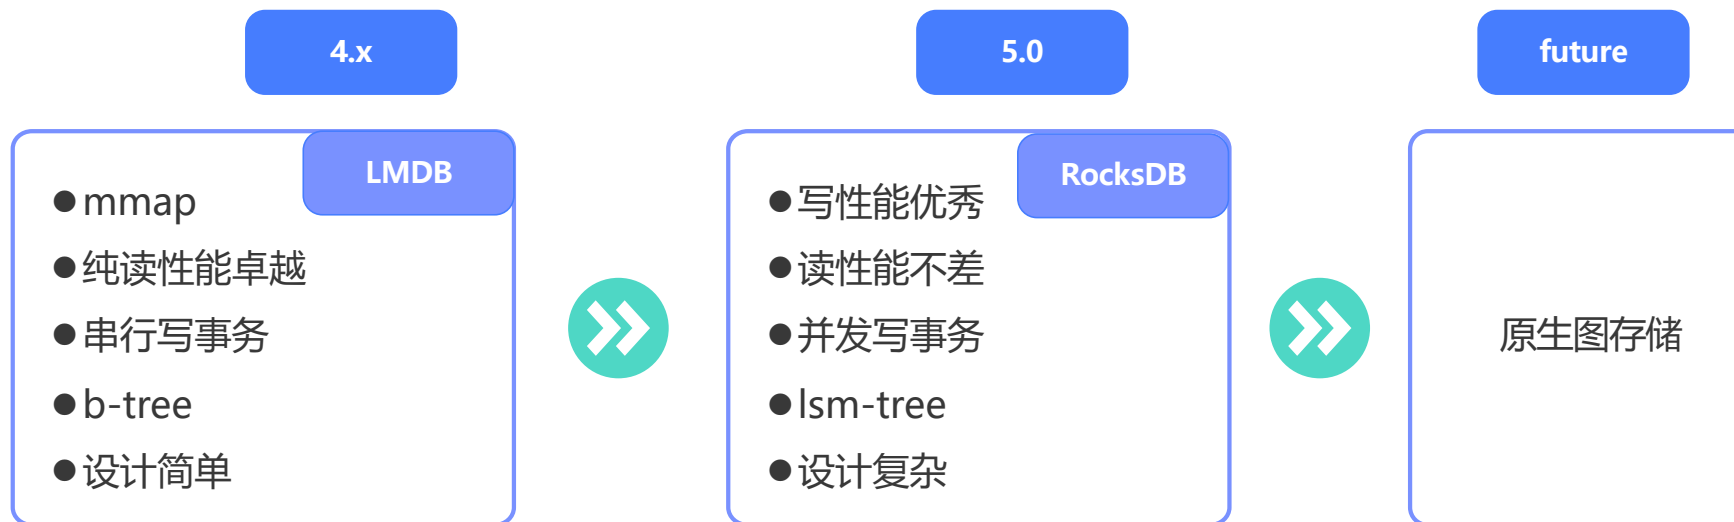 4.x
LMDB
●mmap
●纯读性能卓越
●串行写事务
●b-tree
●设计简单
5.0
RocksDB
●写性能优秀
●读性能不差
●并发写事务
●lsm-tree
●设计复杂
future
原生图存储